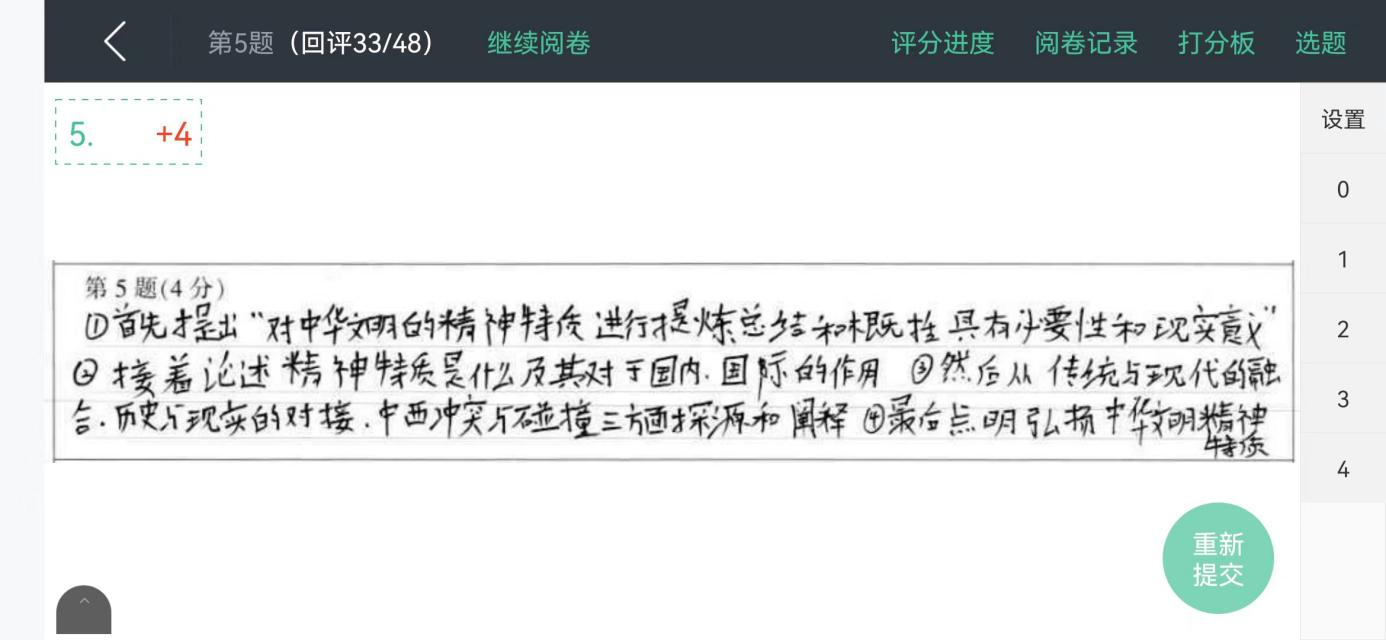 第5题（回评33/48） 继续阅卷 评分进度 阅卷记录 打分板 选题
5. +4
设置
0
1
2
3
4
第 5 题(4 分)
①首先提出“对中华文明的精神特质进行提炼总结和概括具有必要性和现实意义”
②接着论述精神特质是什么及其对于国内.国际的作用 ③然后从传统与现代的融
合.历史与现实的对接.中西冲突与碰撞三方面探源和阐释 ④最后点明弘扬中华文明精神
特质
重新
提交